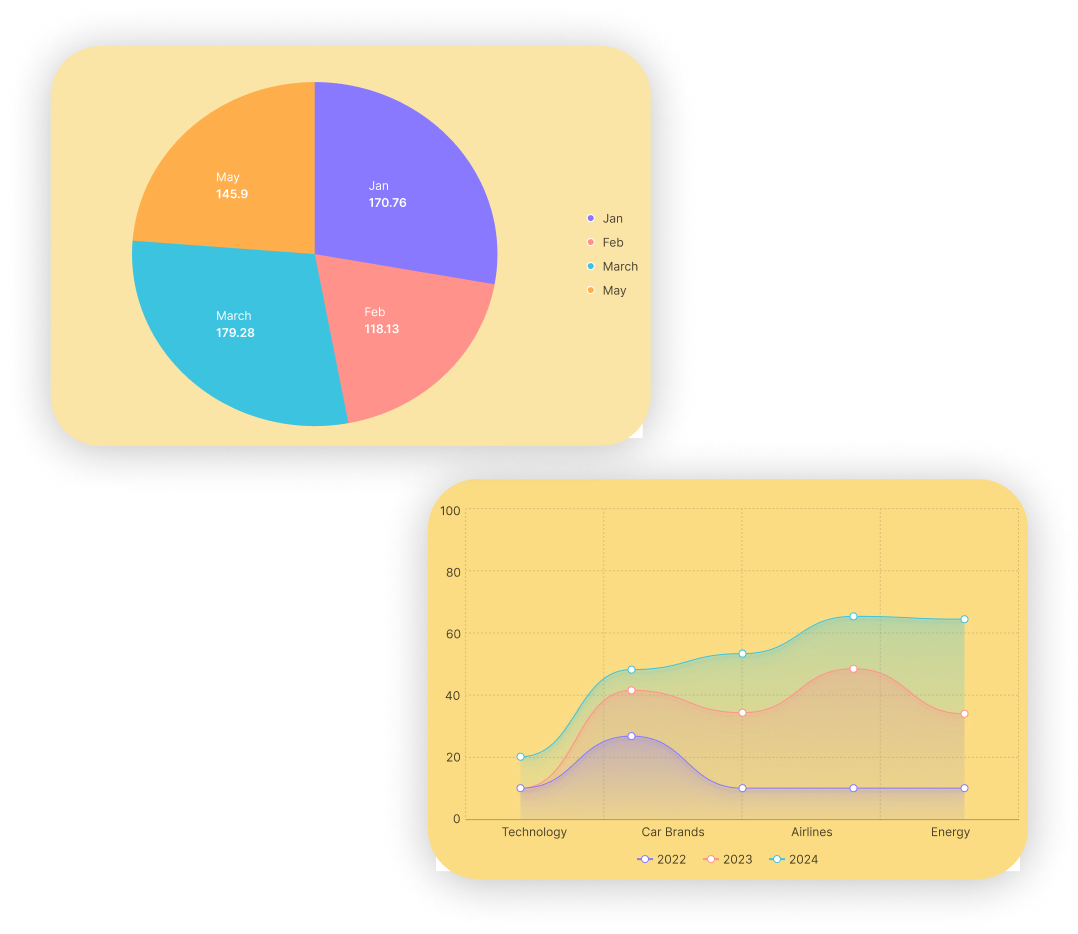 May
145.9
Jan
170.76
Feb
118.13
March
179.28
Jan
Feb
March
May
100
80
60
40
20
0
Technology Car Brands Airlines Energy
2022 2023 2024